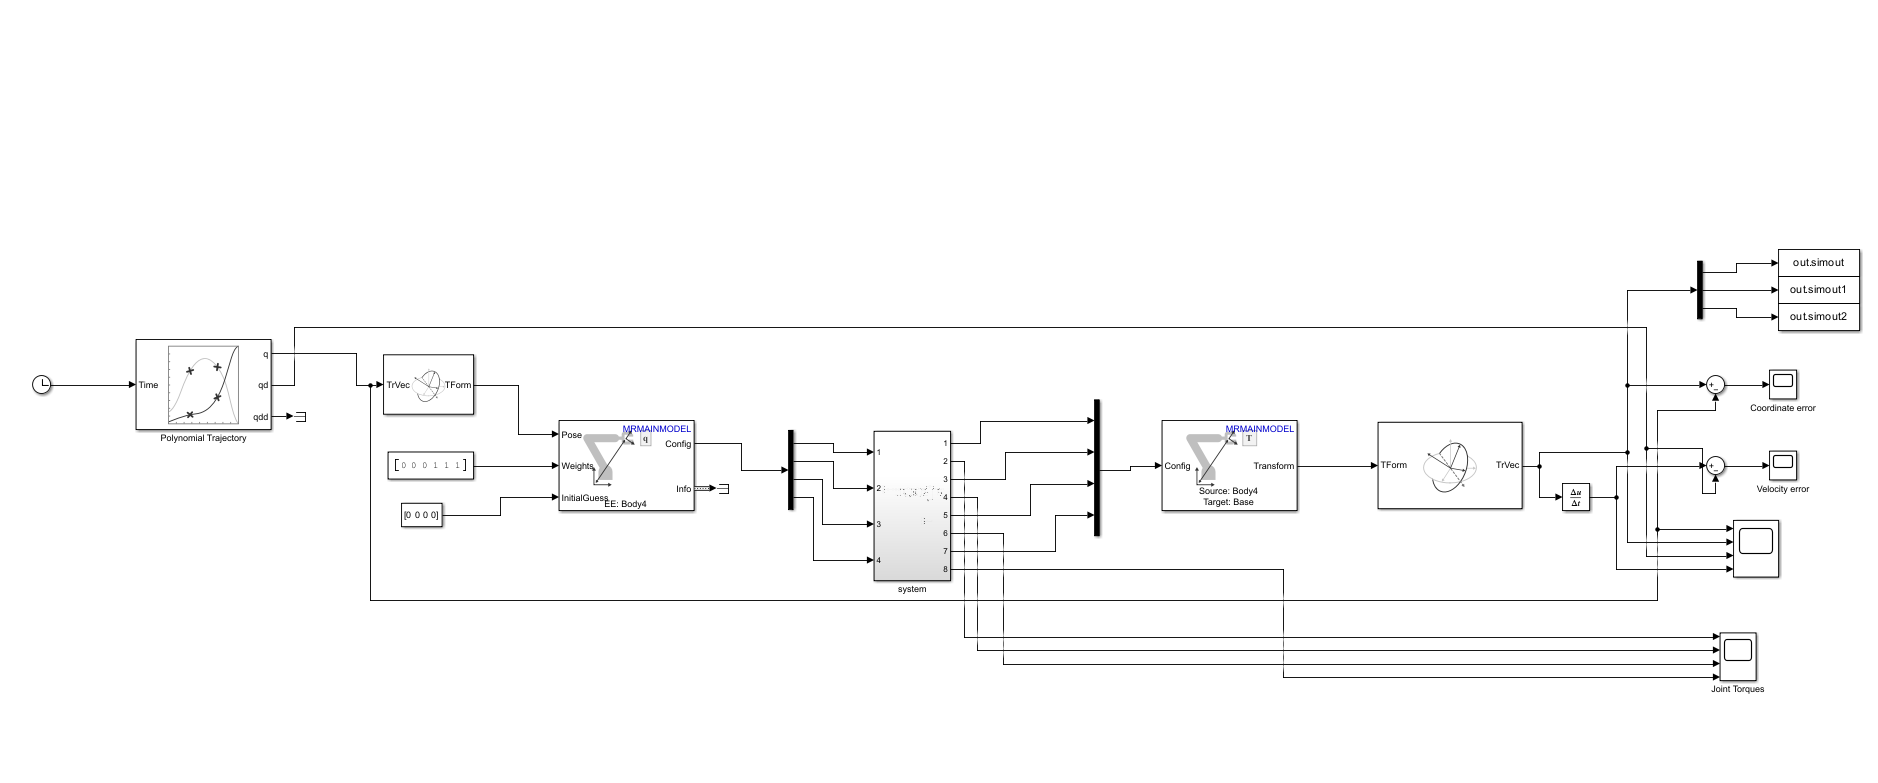 out.simout
out.simout1
out.simout2
Time
q
qd
qdd
Polynomial Trajectory
TrVec
TForm
[ 0 0 0 1 1 1 ]
[0 0 0 0]
MRMAINMODEL
Pose
Weights
InitialGuess
q
Config
Info
EE: Body4
1
2
3
4
1
2
3
4
5
6
7
8
system
MRMAINMODEL
Config
T
Transform
Source: Body4
Target: Base
TForm
TrVec
Δu
Δt
+
-
Coordinate error
+
-
Velocity error
Joint Torques